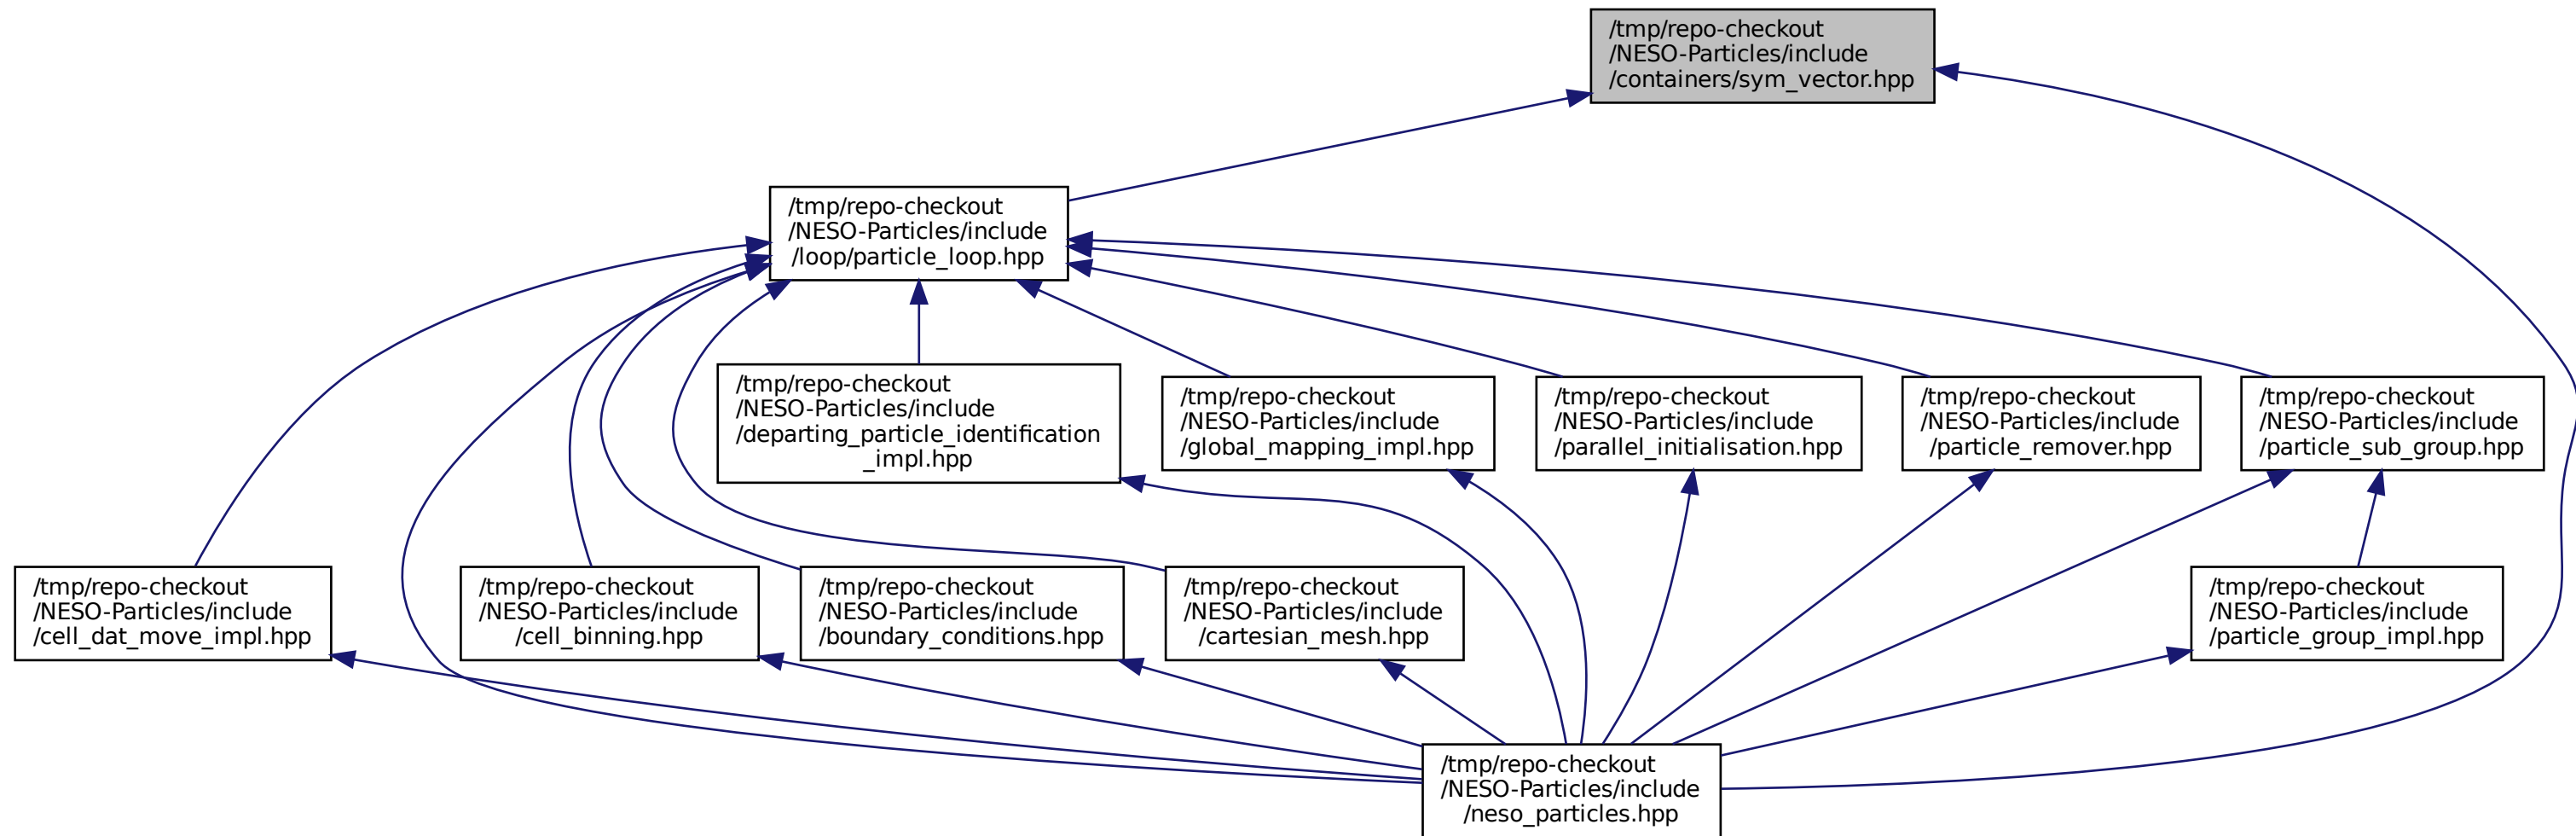 /tmp/repo-checkout
/NESO-Particles/include
/containers/sym_vector.hpp
/tmp/repo-checkout
/NESO-Particles/include
/loop/particle_loop.hpp
/tmp/repo-checkout
/NESO-Particles/include
/departing_particle_identification
_impl.hpp
/tmp/repo-checkout
/NESO-Particles/include
/global_mapping_impl.hpp
/tmp/repo-checkout
/NESO-Particles/include
/parallel_initialisation.hpp
/tmp/repo-checkout
/NESO-Particles/include
/particle_remover.hpp
/tmp/repo-checkout
/NESO-Particles/include
/particle_sub_group.hpp
/tmp/repo-checkout
/NESO-Particles/include
/cell_dat_move_impl.hpp
/tmp/repo-checkout
/NESO-Particles/include
/cell_binning.hpp
/tmp/repo-checkout
/NESO-Particles/include
/boundary_conditions.hpp
/tmp/repo-checkout
/NESO-Particles/include
/cartesian_mesh.hpp
/tmp/repo-checkout
/NESO-Particles/include
/particle_group_impl.hpp
/tmp/repo-checkout
/NESO-Particles/include
/neso_particles.hpp